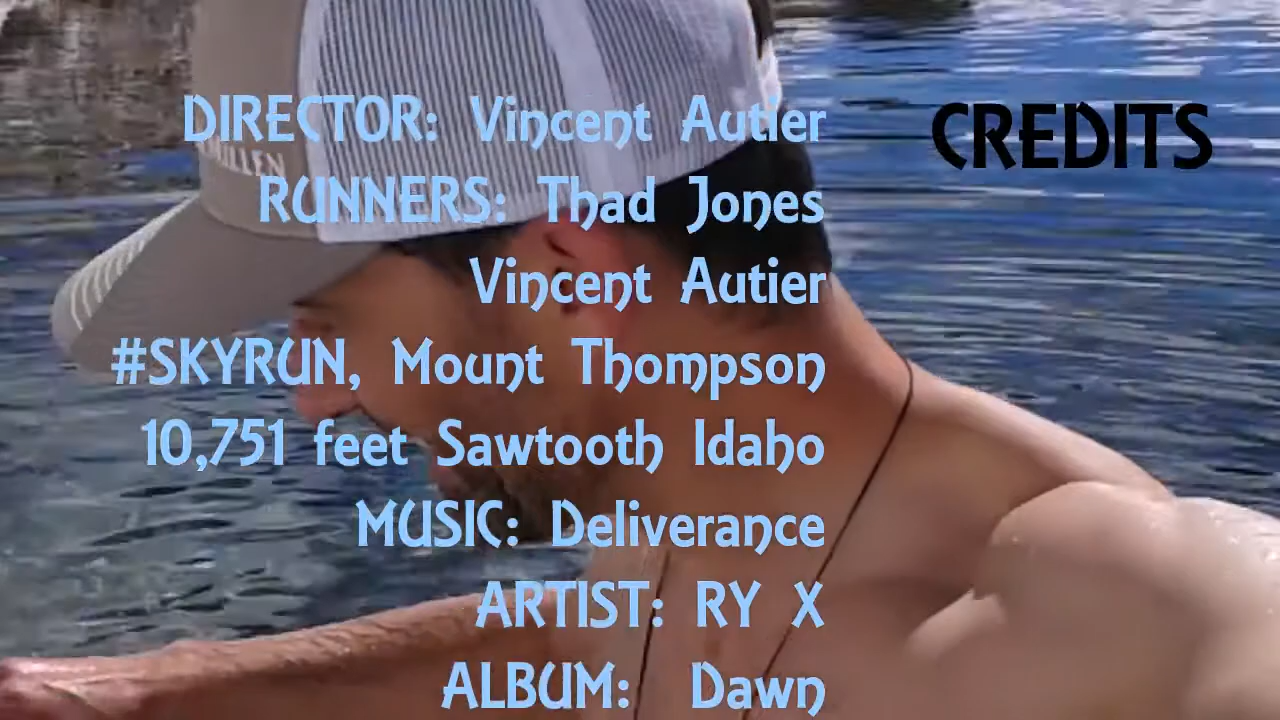 CREDITS
DIRECTOR: Vincent Autier
RUNNERS: Thad Jones
Vincent Autier
#SKYRUN, Mount Thompson
10,751 feet Sawtooth Idaho
MUSIC: Deliverance
ARTIST: RY X
ALBUM: Dawn